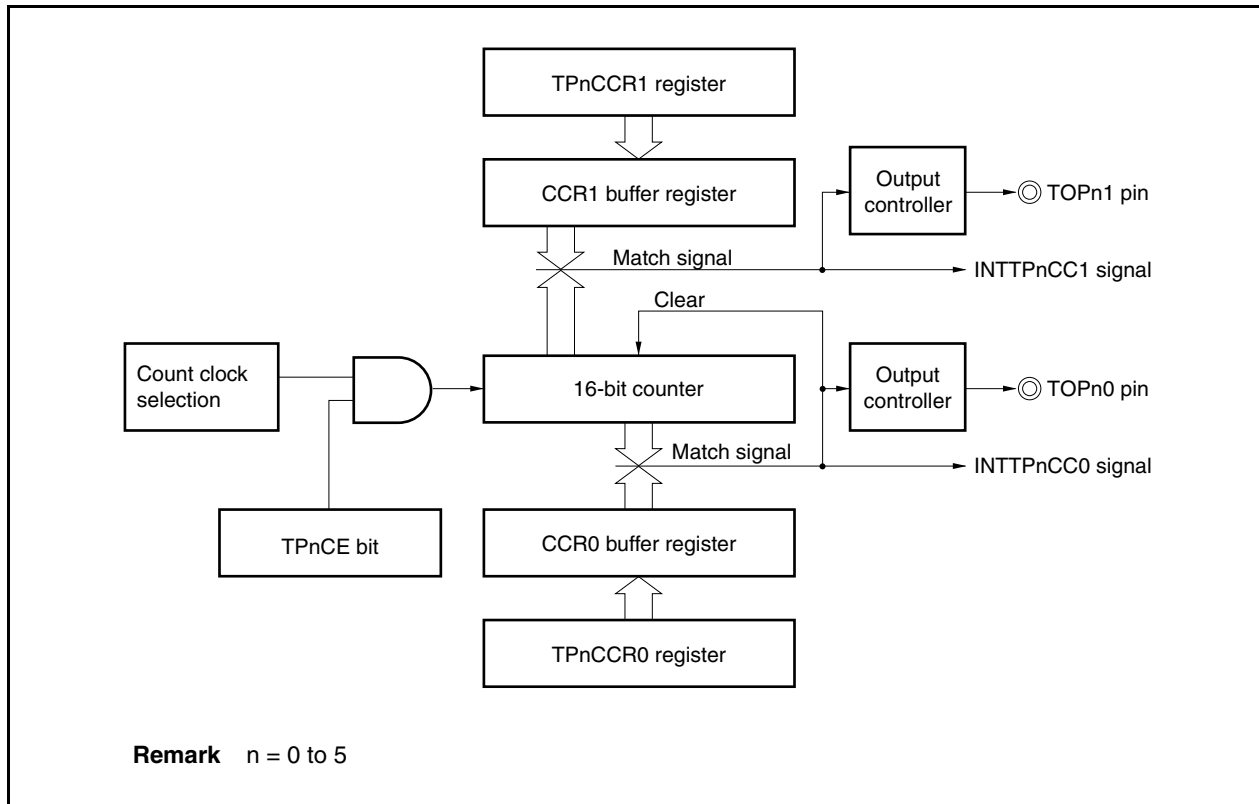 TPnCCR1 register
CCR1 buffer register
Output
controller
TOPn1 pin
Match signal
INTTPnCC1 signal
Clear
Count clock
selection
16-bit counter
Output
controller
TOPn0 pin
Match signal
INTTPnCC0 signal
TPnCE bit
CCR0 buffer register
TPnCCR0 register
Remark n = 0 to 5